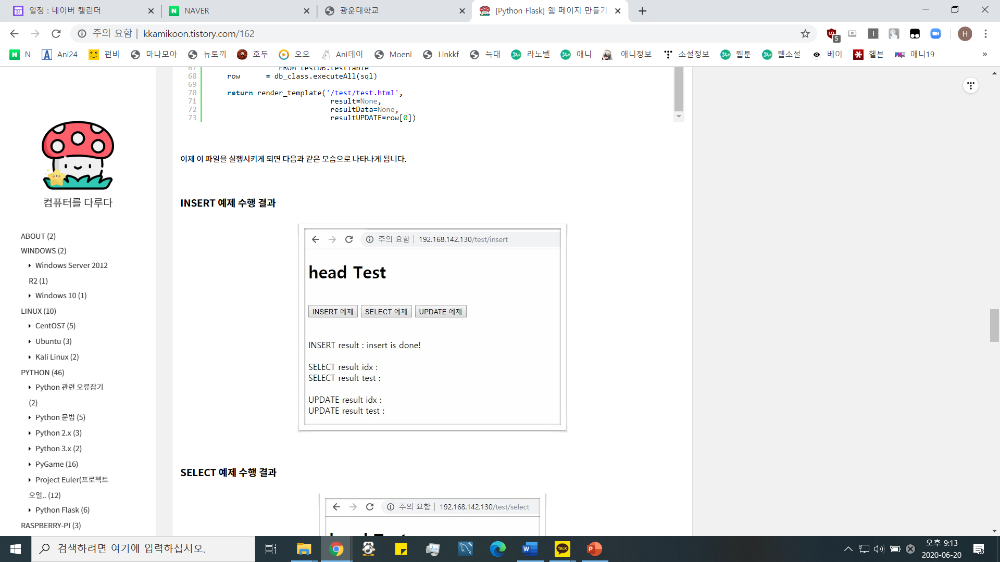 일정 : 네이버 캘린더
NAVER
광운대학교
[Python Flask] 웹 페이지 만들기
주의 요함 | kkamikoon.tistory.com/162
N
Ani24
펀비
마나모아
뉴토끼
호두
오오
Ani데이
Moeni
Linkkf
늑대
라노벨
애니
애니정보
소설정보
웹툰
웹소설
베이
헬븐
애니19
»
컴퓨터를 다루다
ABOUT (2)
WINDOWS (2)
Windows Server 2012
R2 (1)
Windows 10 (1)
LINUX (10)
CentOS7 (5)
Ubuntu (3)
Kali Linux (2)
PYTHON (46)
Python 관련 오류잡기
(2)
Python 문법 (5)
Python 2.x (3)
Python 3.x (2)
PyGame (16)
Project Euler(프로젝트
오일.. (12)
Python Flask (6)
RASPBERRY-PI (3)
67 FROM testDB.testTable
68 row = db_class.executeAll(sql)
69
70 return render_template('/test/test.html',
71 result=None,
72 resultData=None,
73 resultUPDATE=row[0])
이제 이 파일을 실행시키게 되면 다음과 같은 모습으로 나타나게 됩니다.
INSERT 예제 수행 결과
주의 요함 | 192.168.142.130/test/insert
head Test
INSERT 예제 SELECT 예제 UPDATE 예제
INSERT result : insert is done!
SELECT result idx :
SELECT result test :
UPDATE result idx :
UPDATE result test :
SELECT 예제 수행 결과
주의 요함 | 192.168.142.130/test/select
검색하려면 여기에 입력하십시오.
오후 9:13
2020-06-20